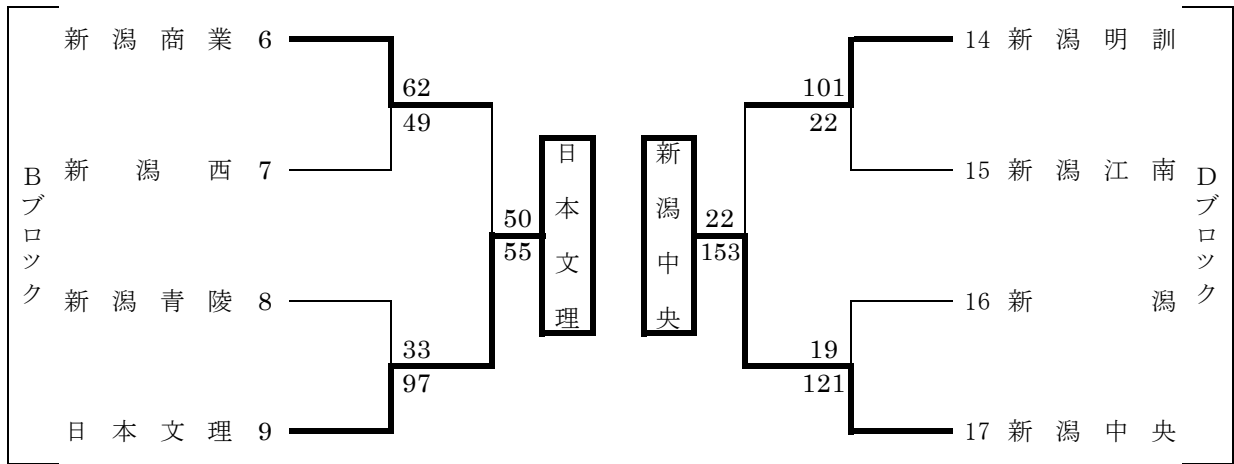 Bブロック
新潟商業 6
62
49
新潟西 7
50
55
日本文理
新潟青陵 8
33
97
日本文理 9
14 新潟明訓
101
22
15 新潟江南
新潟中央
22
153
16 新潟
19
121
17 新潟中央
Dブロック